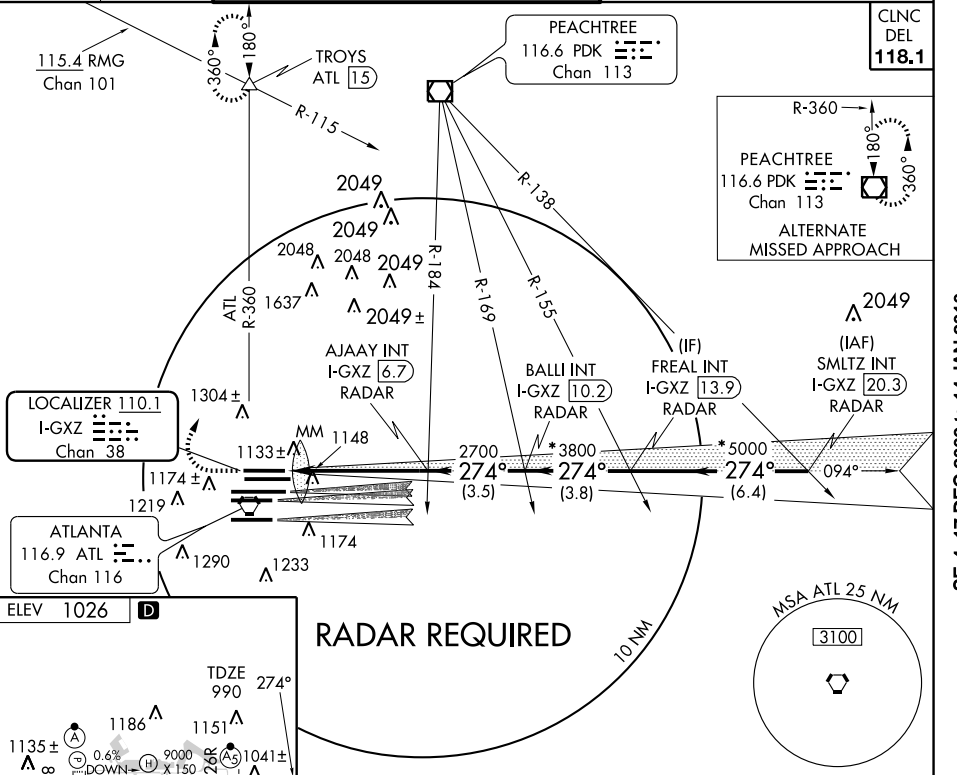 115.4 RMG
Chan 101
360°
180°
TROYS
ATL 15
R-115
PEACHTREE
116.6 PDK
Chan 113
CLNC
DEL
118.1
R-360
180°
360°
PEACHTREE
116.6 PDK
Chan 113
ALTERNATE
MISSED APPROACH
R-138
2049
2049
2048
2048
2049
1637
2049±
ATL
R-360
R-184
R-169
R-155
2049
AJAAY INT
I-GXZ 6.7
RADAR
BALLI INT
I-GXZ 10.2
RADAR
(IF)
FREAL INT
I-GXZ 13.9
RADAR
(IAF)
SMLTZ INT
I-GXZ 20.3
RADAR
LOCALIZER 110.1
I-GXZ
Chan 38
1304±
1133±
MM
1148
1174±
1219
2700
274°
(3.5)
*3800
274°
(3.8)
*5000
274°
(6.4)
094°
ATLANTA
116.9 ATL
Chan 116
1174
1290
1233
ELEV 1026
D
RADAR REQUIRED
10 NM
MSA ATL 25 NM
3100
TDZE
990
274°
1186
1151
1135±
A
P
0.6%
DOWN
H
9000
X 150
26R
A5
1041±
8